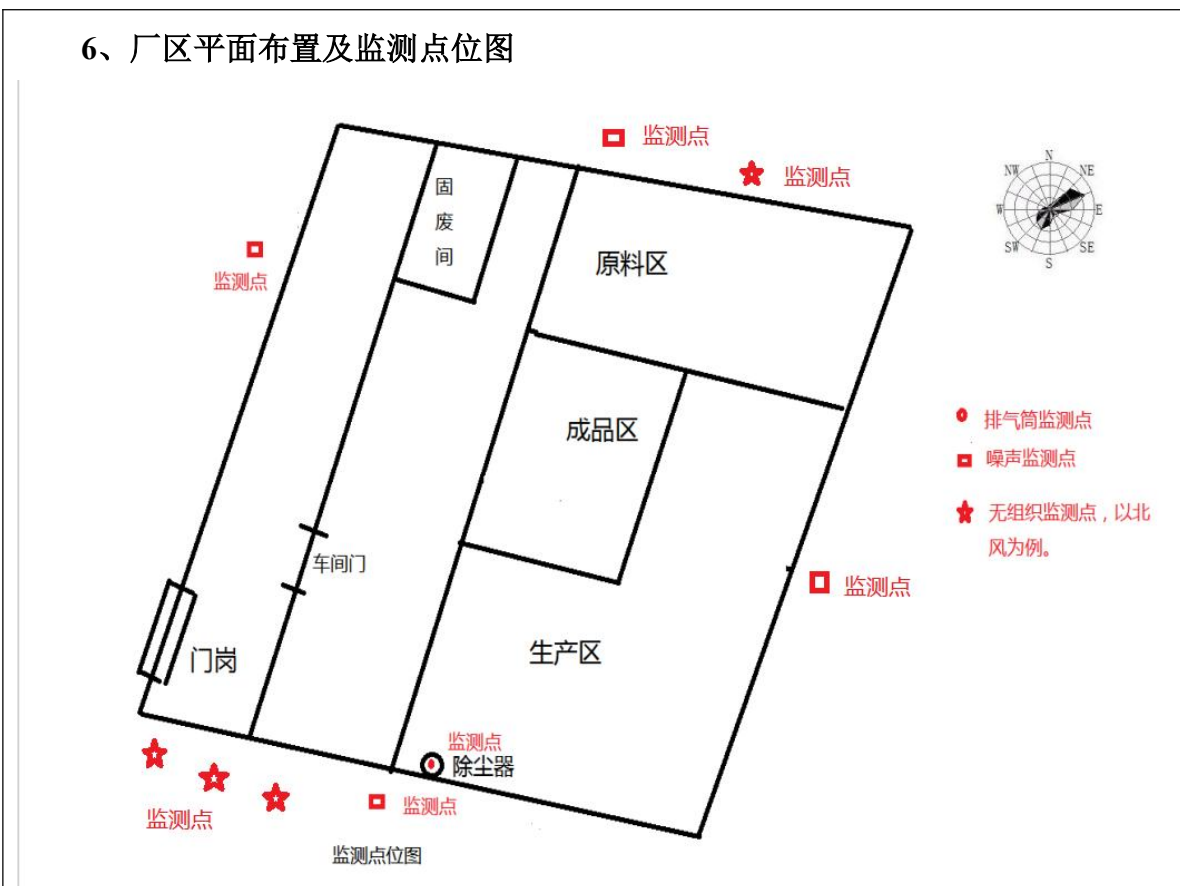 6、厂区平面布置及监测点位图
监测点
监测点
N
NW
NE
W
E
SW
SE
S
固
废
间
原料区
监测点
成品区
排气筒监测点
噪声监测点
无组织监测点，以北
风为例。
车间门
监测点
生产区
门岗
监测点
除尘器
监测点
监测点
监测点位图